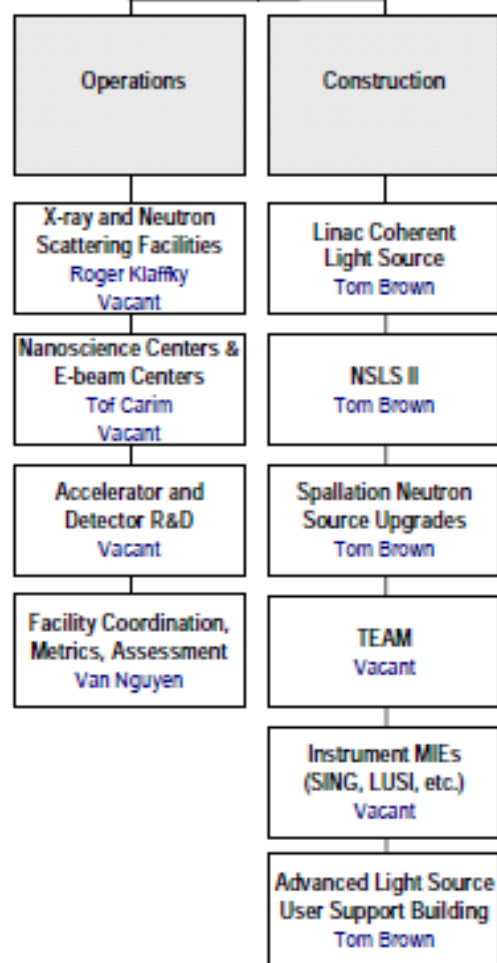 Operations
X-ray and Neutron
Scattering Facilities
Roger Klaffky
Vacant
Nanoscience Centers &
E-beam Centers
Tof Carim
Vacant
Accelerator and
Detector R&D
Vacant
Facility Coordination,
Metrics, Assessment
Van Nguyen
Construction
Linac Coherent
Light Source
Tom Brown
NSLS II
Tom Brown
Spallation Neutron
Source Upgrades
Tom Brown
TEAM
Vacant
Instrument MIEs
(SING, LUSI, etc.)
Vacant
Advanced Light Source
User Support Building
Tom Brown